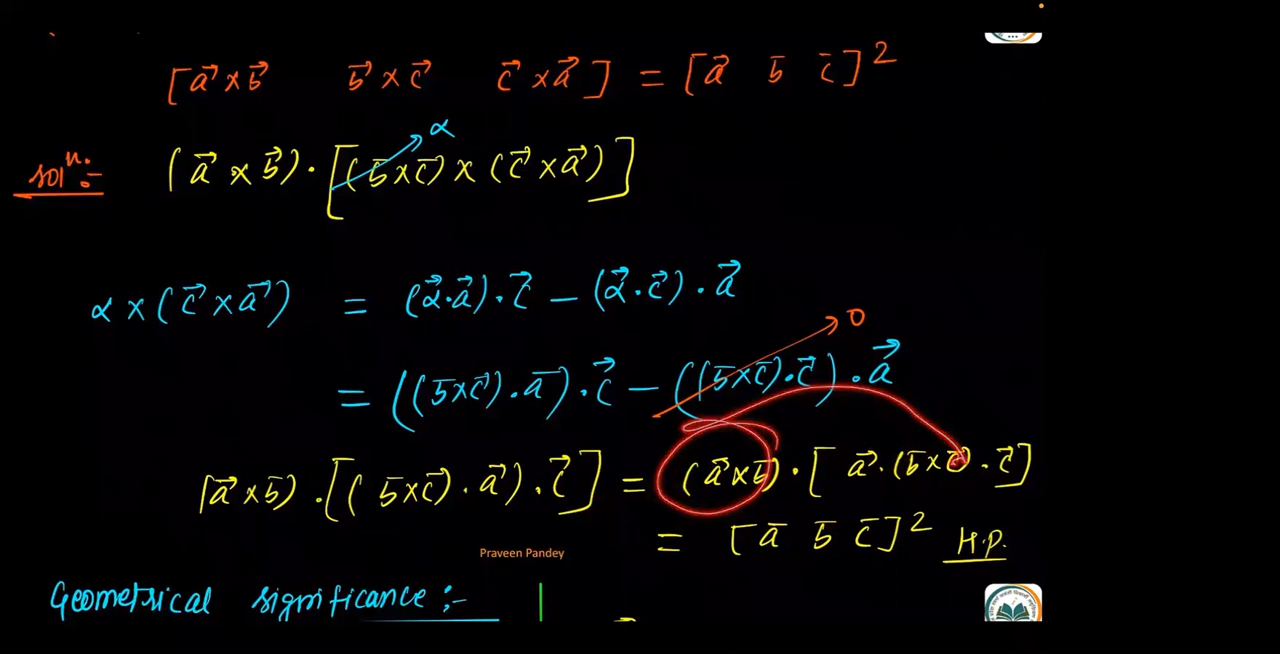 [a⃗ × b⃗   b⃗ × c⃗   c⃗ × a⃗] = [a⃗ b̄ c̄]²
α
solⁿ:- (a⃗ × b⃗) · [(b̄ × c̄) × (c⃗ × a⃗)]
α × (c⃗ × a⃗) = (α⃗ · a⃗) · c⃗ − (α⃗ · c⃗) · a⃗
0
= ((b̄ × c⃗) · ā) · c⃗ − ((b̄ × c̄) · c̄) · a⃗
(a⃗ × b̄) · [(b̄ × c⃗) · a⃗) · c⃗] = (a⃗ × b̄) · [a⃗ · (b̄ × c̄) · c̄]
= [ā b̄ c̄]² H.P.
Praveen Pandey
Geometrical significance :-